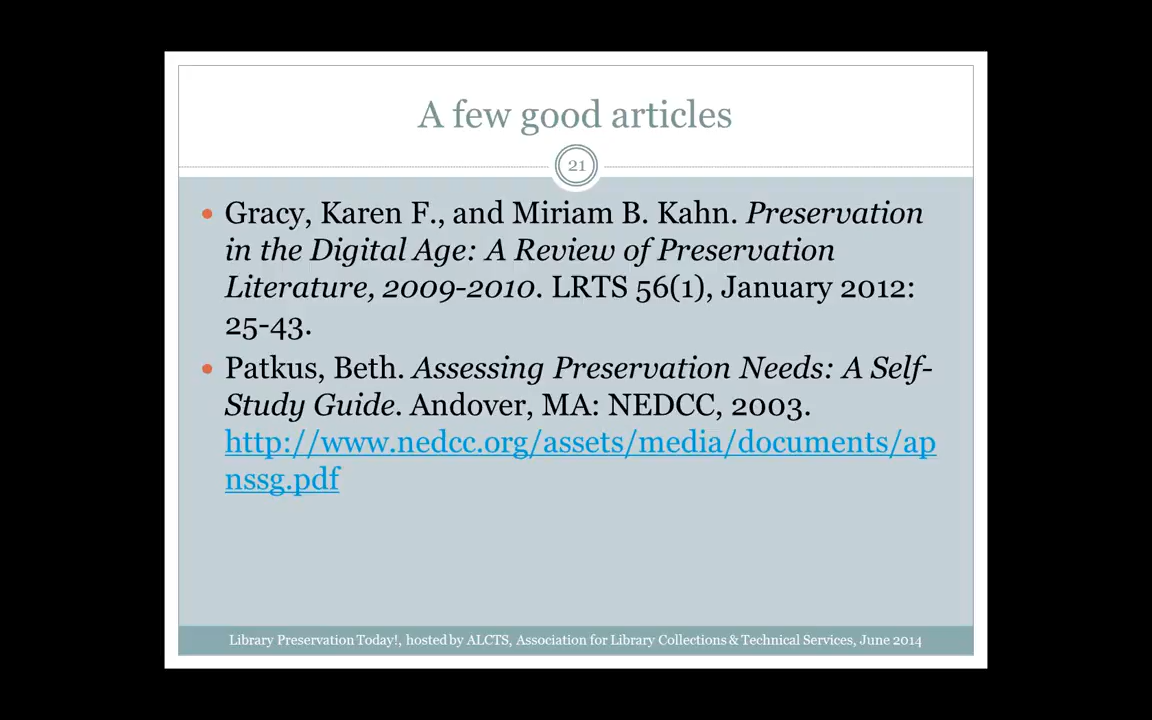 A few good articles
21
Gracy, Karen F., and Miriam B. Kahn. Preservation
in the Digital Age: A Review of Preservation
Literature, 2009-2010. LRTS 56(1), January 2012:
25-43.
Patkus, Beth. Assessing Preservation Needs: A Self-
Study Guide. Andover, MA: NEDCC, 2003.
http://www.nedcc.org/assets/media/documents/ap
nssg.pdf
Library Preservation Today!, hosted by ALCTS, Association for Library Collections & Technical Services, June 2014